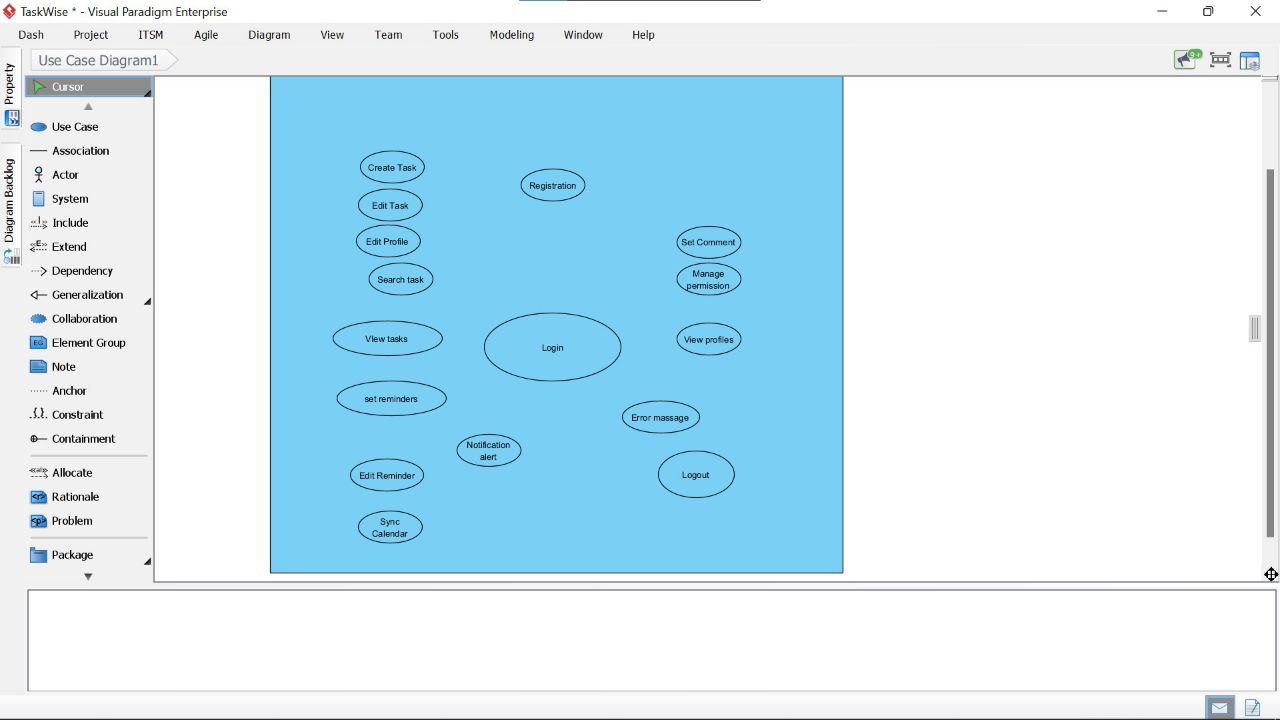 TaskWise * - Visual Paradigm Enterprise
Dash Project ITSM Agile Diagram View Team Tools Modeling Window Help
Use Case Diagram1
9+
Property
Diagram Backlog
Cursor
Use Case
Association
Actor
System
Include
Extend
Dependency
Generalization
Collaboration
Element Group
Note
Anchor
Constraint
Containment
Allocate
Rationale
Problem
Package
Create Task
Registration
Edit Task
Edit Profile
Set Comment
Search task
Manage
permission
VIew tasks
Login
View profiles
set reminders
Error massage
Notification
alert
Edit Reminder
Logout
Sync
Calendar